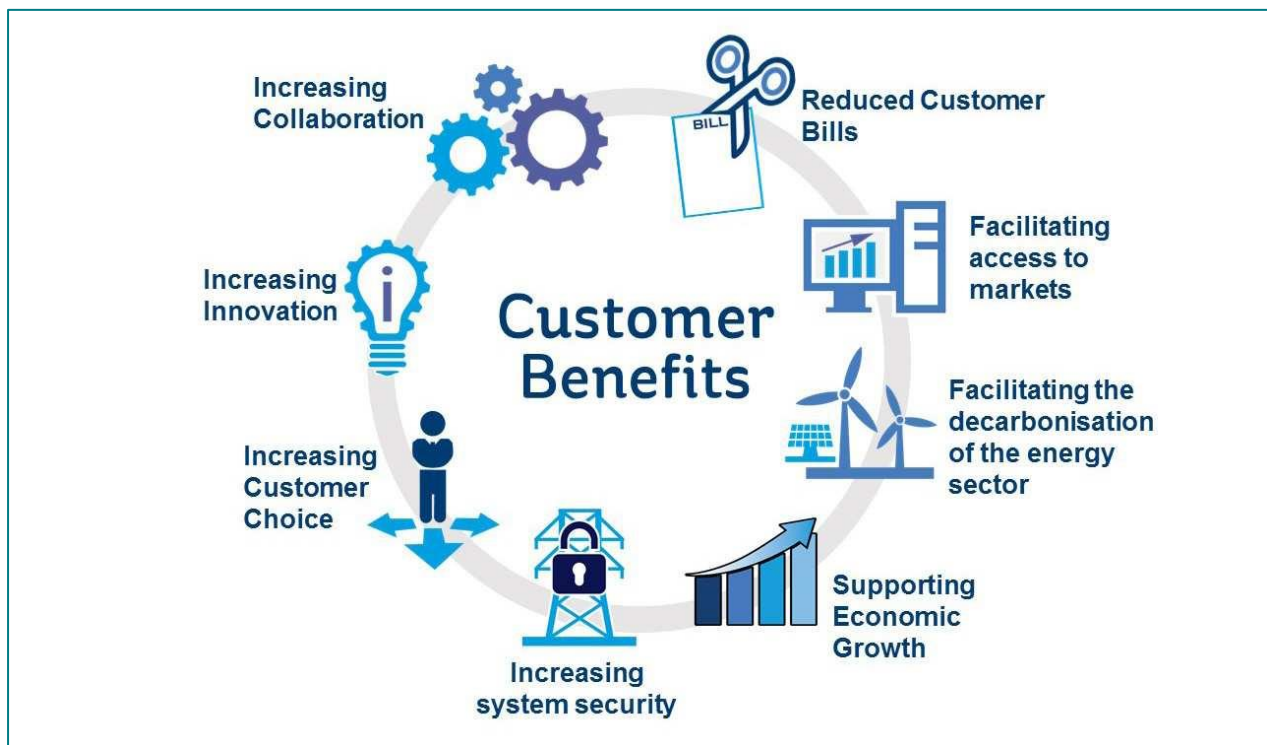 Customer
Benefits
BILL
Reduced Customer
Bills
Facilitating
access to
markets
Facilitating the
decarbonisation
of the energy
sector
Supporting
Economic
Growth
Increasing
system security
Increasing
Customer
Choice
i
Increasing
Innovation
Increasing
Collaboration